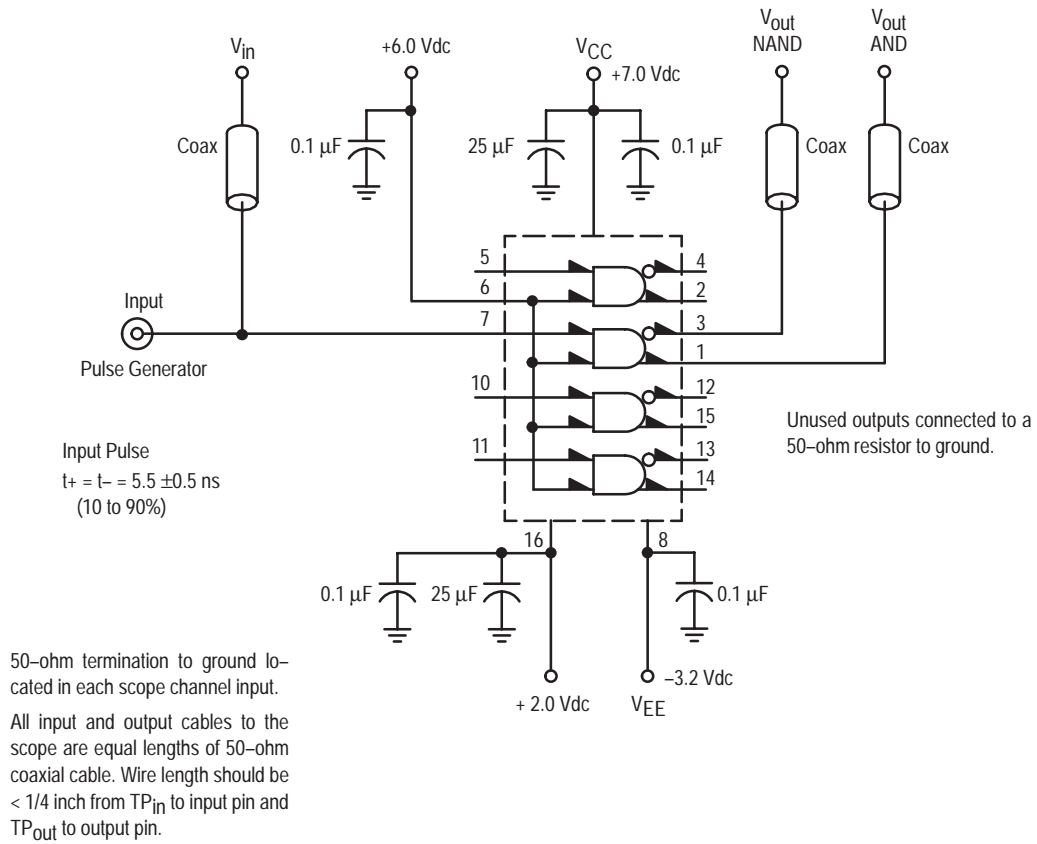 Vin
+6.0 Vdc
VCC
+7.0 Vdc
Vout
NAND
Vout
AND
Coax
0.1 μF
25 μF
0.1 μF
Coax
Coax
5
4
6
2
Input
7
3
Pulse Generator
1
10
12
15
11
13
14
Unused outputs connected to a
50–ohm resistor to ground.
Input Pulse
t+ = t– = 5.5 ±0.5 ns
(10 to 90%)
16
8
0.1 μF
25 μF
0.1 μF
+ 2.0 Vdc
–3.2 Vdc
VEE
50–ohm termination to ground lo–
cated in each scope channel input.
All input and output cables to the
scope are equal lengths of 50–ohm
coaxial cable. Wire length should be
< 1/4 inch from TPin to input pin and
TPout to output pin.